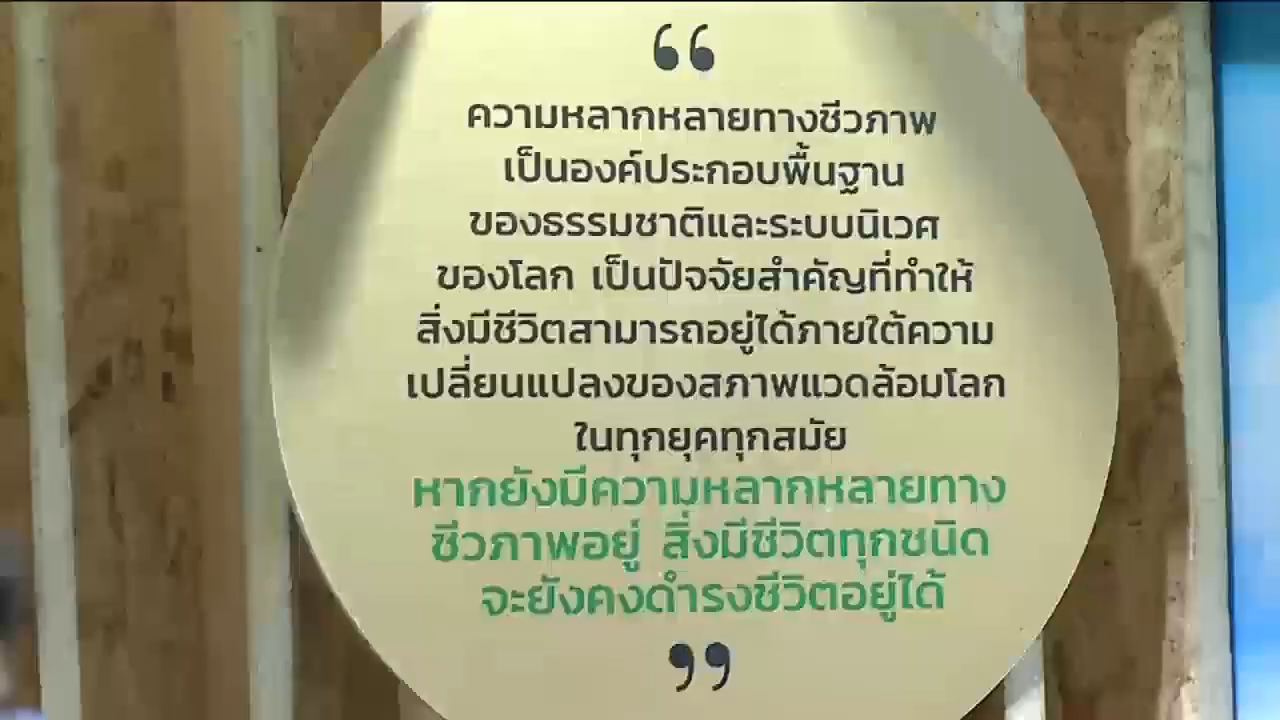 “
ความหลากหลายทางชีวภาพ
เป็นองค์ประกอบพื้นฐาน
ของธรรมชาติและระบบนิเวศ
ของโลก เป็นปัจจัยสำคัญที่ทำให้
สิ่งมีชีวิตสามารถอยู่ได้ภายใต้ความ
เปลี่ยนแปลงของสภาพแวดล้อมโลก
ในทุกยุคทุกสมัย
หากยังมีความหลากหลายทาง
ชีวภาพอยู่ สิ่งมีชีวิตทุกชนิด
จะยังคงดำรงชีวิตอยู่ได้
”